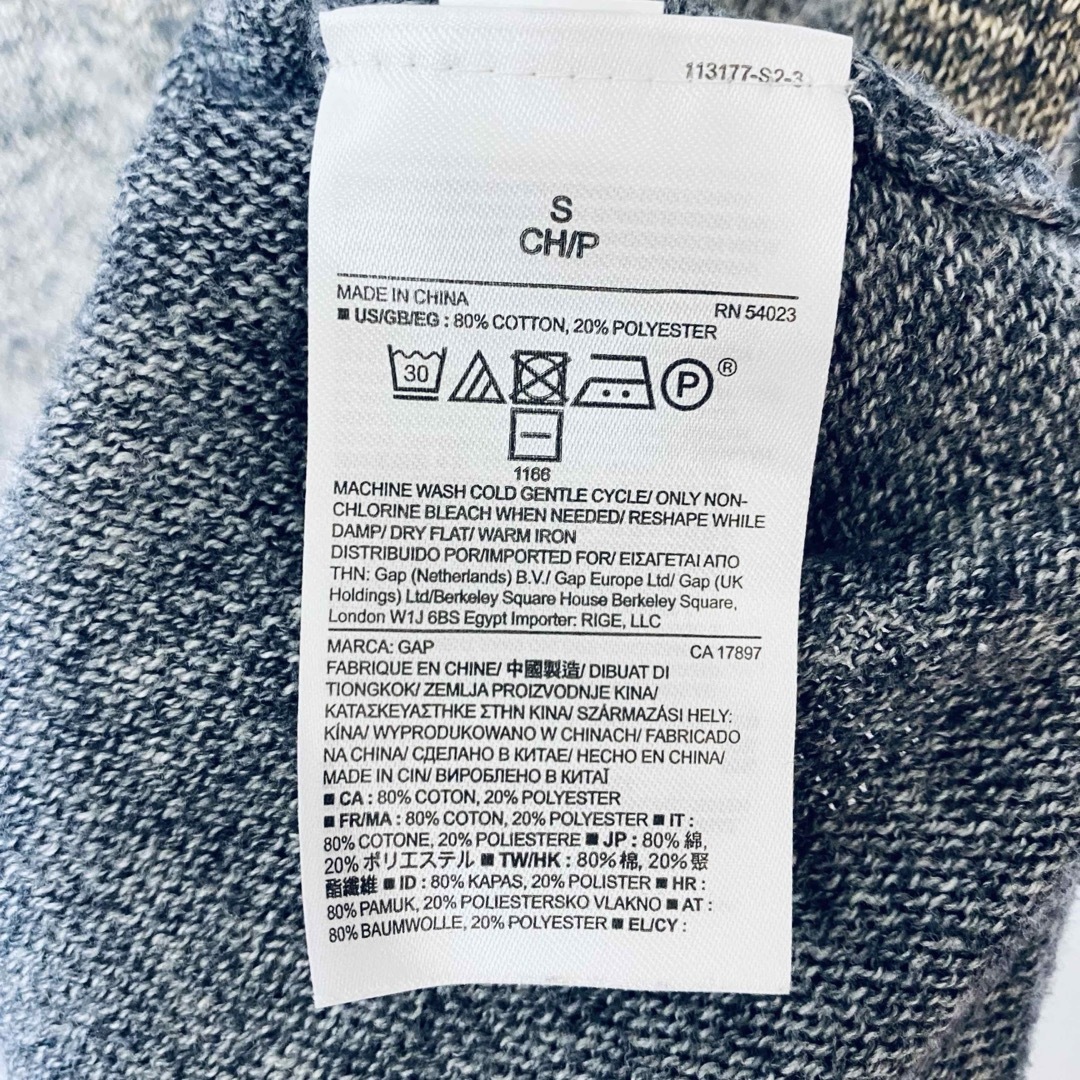 113177-S2-3
S
CH/P
MADE IN CHINA
RN 54023
■ US/GB/EG : 80% COTTON, 20% POLYESTER
30
P ®
1166
MACHINE WASH COLD GENTLE CYCLE/ ONLY NON-
CHLORINE BLEACH WHEN NEEDED/ RESHAPE WHILE
DAMP/ DRY FLAT/ WARM IRON
DISTRIBUIDO POR/IMPORTED FOR/ ΕΙΣΑΓΕΤΑΙ ΑΠΟ
ΤΗΝ: Gap (Netherlands) B.V./ Gap Europe Ltd/ Gap (UK
Holdings) Ltd/Berkeley Square House Berkeley Square,
London W1J 6BS Egypt Importer: RIGE, LLC
MARCA: GAP
CA 17897
FABRIQUE EN CHINE/ 中國製造/ DIBUAT DI
TIONGKOK/ ZEMLJA PROIZVODNJE KINA/
ΚΑΤΑΣΚΕΥΑΣΤΗΚΕ ΣΤΗΝ ΚΙΝΑ/ SZÁRMAZÁSI HELY:
KÍNA/ WYPRODUKOWANO W CHINACH/ FABRICADO
NA CHINA/ СДЕЛАНО В КИТАЕ/ HECHO EN CHINA/
MADE IN CIN/ ВИРОБЛЕНО В КИТАЇ
■ CA : 80% COTON, 20% POLYESTER
■ FR/MA : 80% COTON, 20% POLYESTER ■ IT :
80% COTONE, 20% POLIESTERE ■ JP : 80% 綿,
20% ポリエステル ■ TW/HK : 80% 棉, 20% 聚
酯纖維 ■ ID : 80% KAPAS, 20% POLISTER ■ HR :
80% PAMUK, 20% POLIESTERSKO VLAKNO ■ AT :
80% BAUMWOLLE, 20% POLYESTER ■ EL/CY :